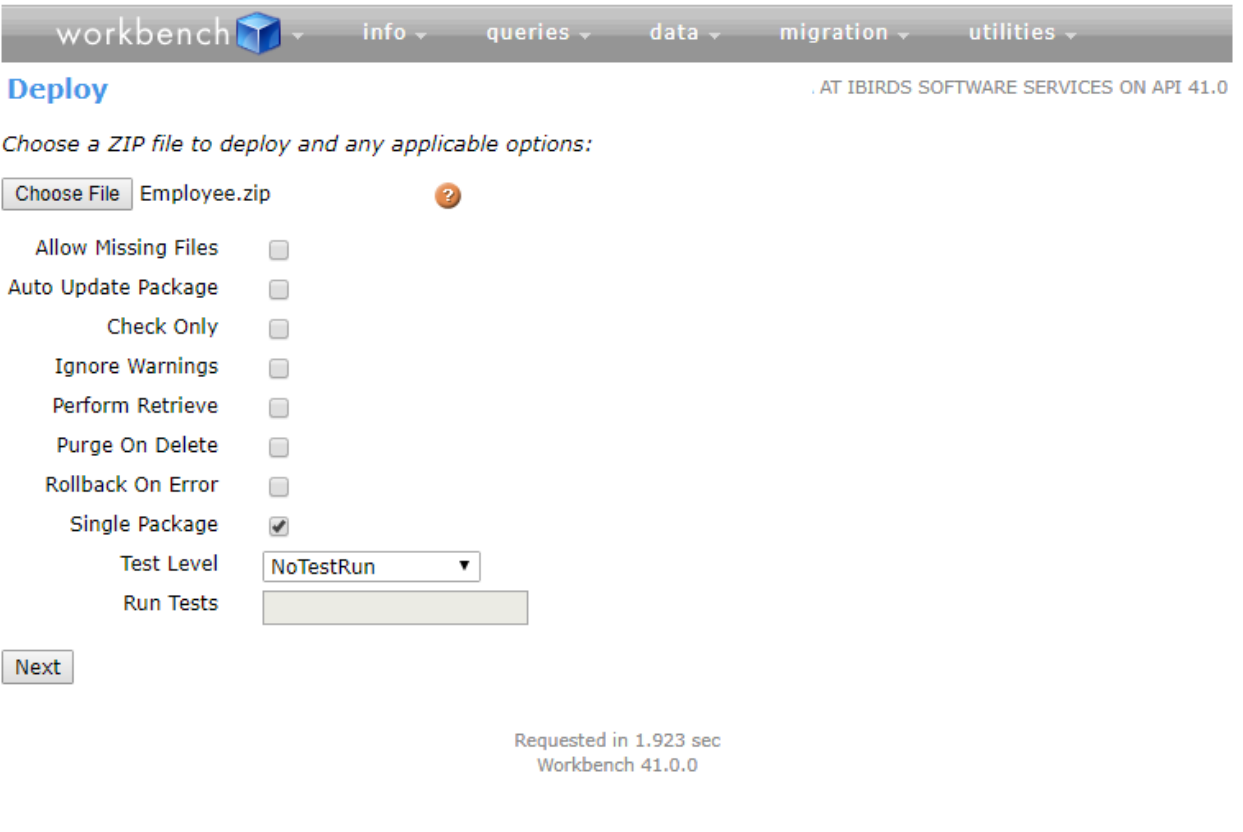 workbench info queries data migration utilities
Deploy . AT IBIRDS SOFTWARE SERVICES ON API 41.0
Choose a ZIP file to deploy and any applicable options:
Choose File Employee.zip ?
Allow Missing Files
Auto Update Package
Check Only
Ignore Warnings
Perform Retrieve
Purge On Delete
Rollback On Error
Single Package
Test Level NoTestRun
Run Tests
Next
Requested in 1.923 sec
Workbench 41.0.0